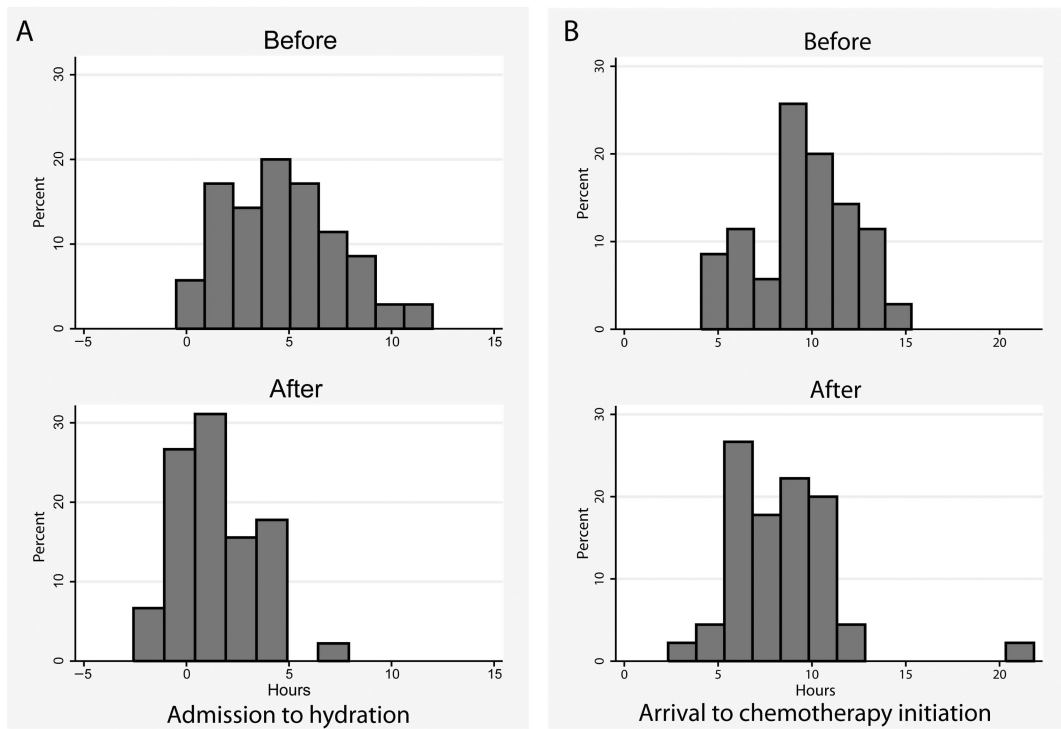 A
Before
Percent
30
20
10
0
−5 0 5 10 15
After
Percent
30
20
10
0
−5 0 5 10 15
Hours
Admission to hydration
B
Before
Percent
30
20
10
0
0 5 10 15 20
After
Percent
30
20
10
0
0 5 10 15 20
Hours
Arrival to chemotherapy initiation